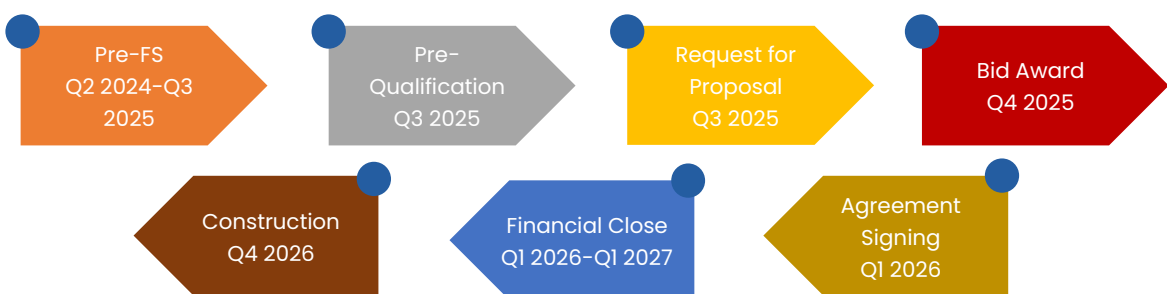 Pre-FS
Q2 2024-Q3
2025
Pre-
Qualification
Q3 2025
Request for
Proposal
Q3 2025
Bid Award
Q4 2025
Agreement
Signing
Q1 2026
Financial Close
Q1 2026-Q1 2027
Construction
Q4 2026